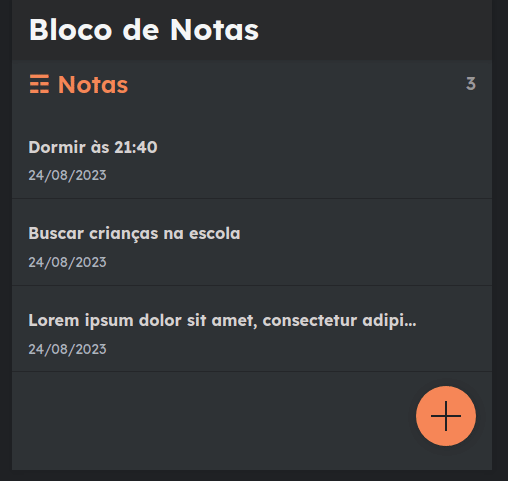 Bloco de Notas
Notas
3
Dormir às 21:40
24/08/2023
Buscar crianças na escola
24/08/2023
Lorem ipsum dolor sit amet, consectetur adipi...
24/08/2023